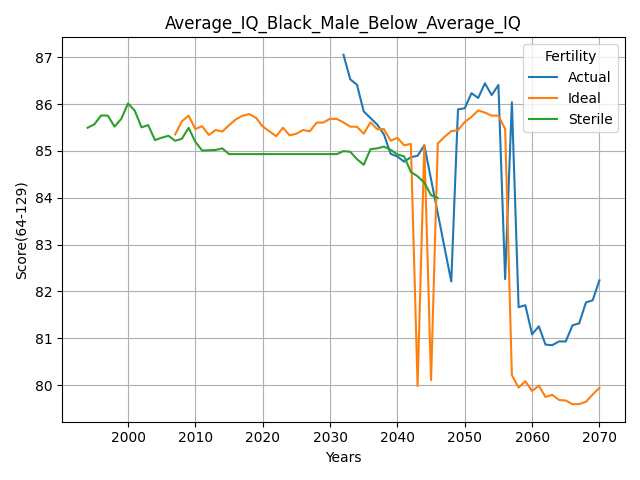 Average_IQ_Black_Male_Below_Average_IQ
Fertility
Actual
Ideal
Sterile
Score(64-129)
87
86
85
84
83
82
81
80
2000
2010
2020
2030
2040
2050
2060
2070
Years